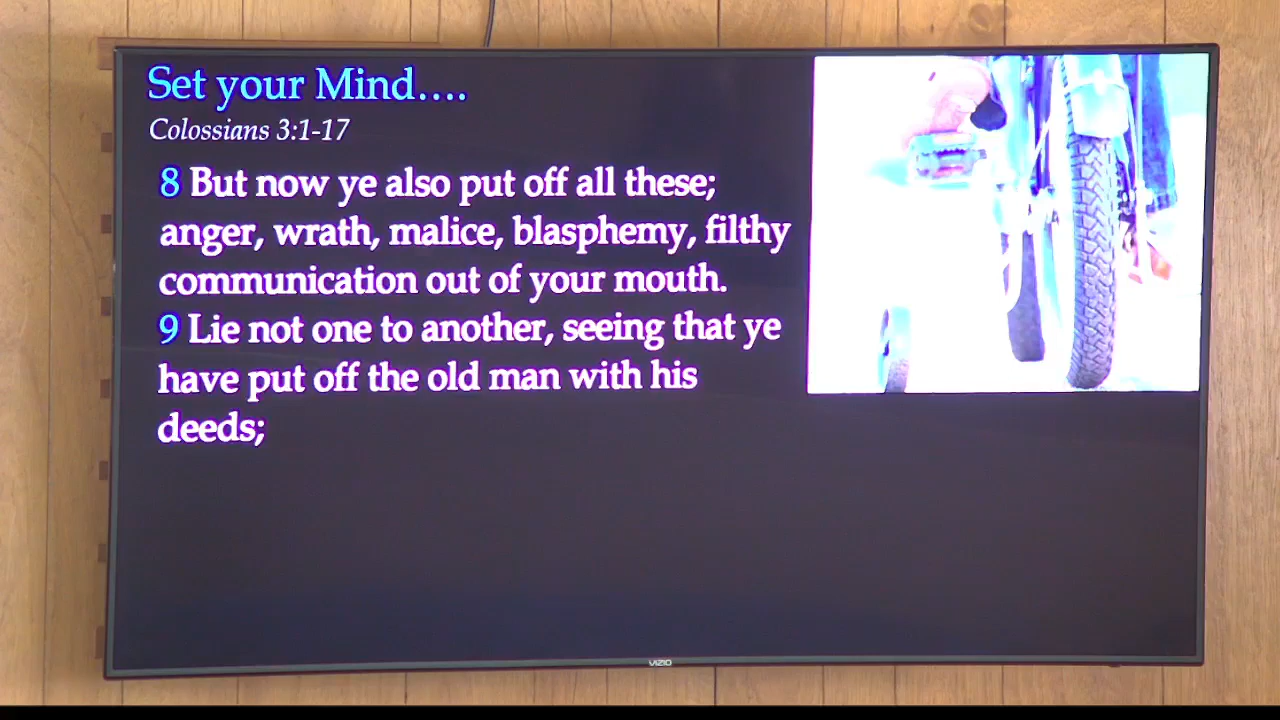 Set your Mind....
Colossians 3:1-17
8 But now ye also put off all these;
anger, wrath, malice, blasphemy, filthy
communication out of your mouth.
9 Lie not one to another, seeing that ye
have put off the old man with his
deeds;
VIZIO